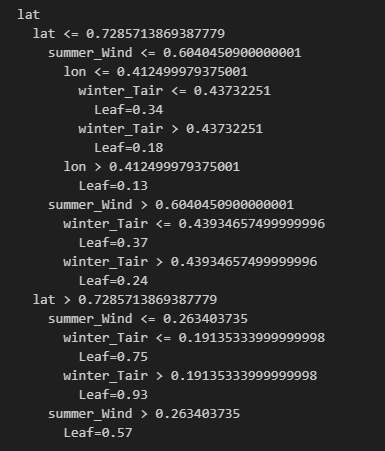 lat
lat <= 0.7285713869387779
summer_Wind <= 0.6040450900000001
lon <= 0.412499979375001
winter_Tair <= 0.43732251
Leaf=0.34
winter_Tair > 0.43732251
Leaf=0.18
lon > 0.412499979375001
Leaf=0.13
summer_Wind > 0.6040450900000001
winter_Tair <= 0.43934657499999996
Leaf=0.37
winter_Tair > 0.43934657499999996
Leaf=0.24
lat > 0.7285713869387779
summer_Wind <= 0.263403735
winter_Tair <= 0.19135333999999998
Leaf=0.75
winter_Tair > 0.19135333999999998
Leaf=0.93
summer_Wind > 0.263403735
Leaf=0.57